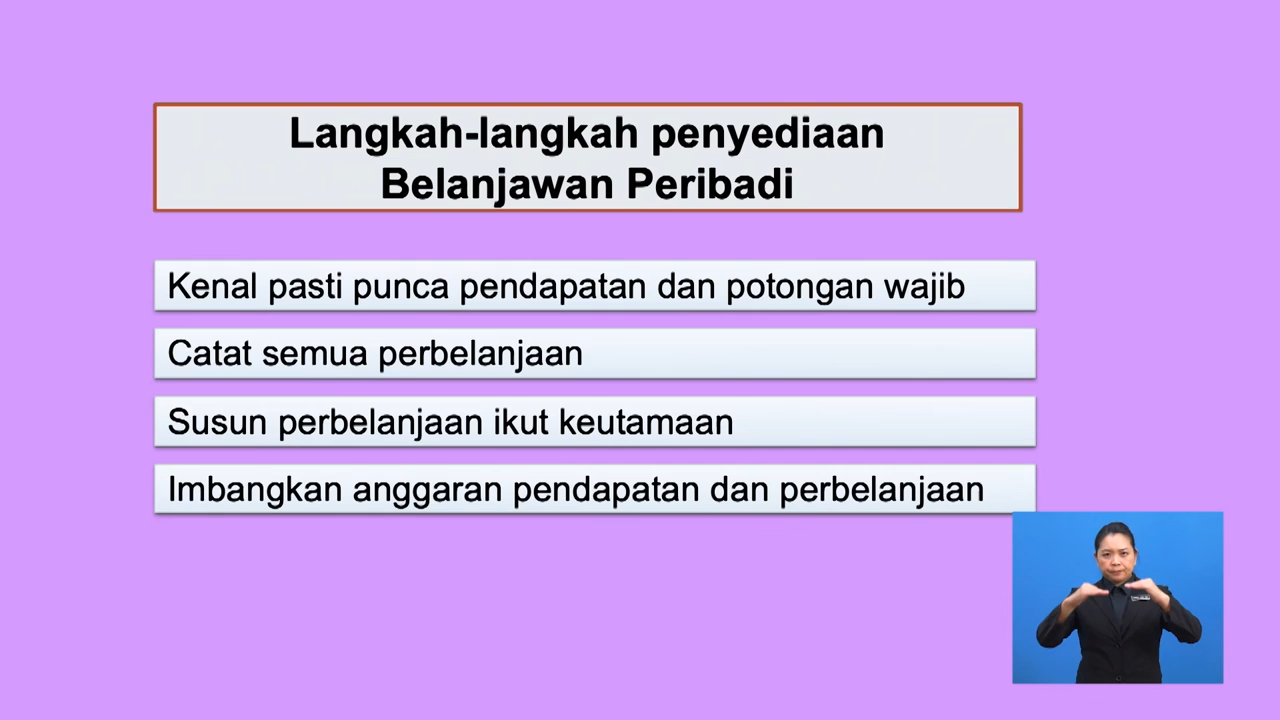 Langkah-langkah penyediaan
Belanjawan Peribadi
Kenal pasti punca pendapatan dan potongan wajib
Catat semua perbelanjaan
Susun perbelanjaan ikut keutamaan
Imbangkan anggaran pendapatan dan perbelanjaan